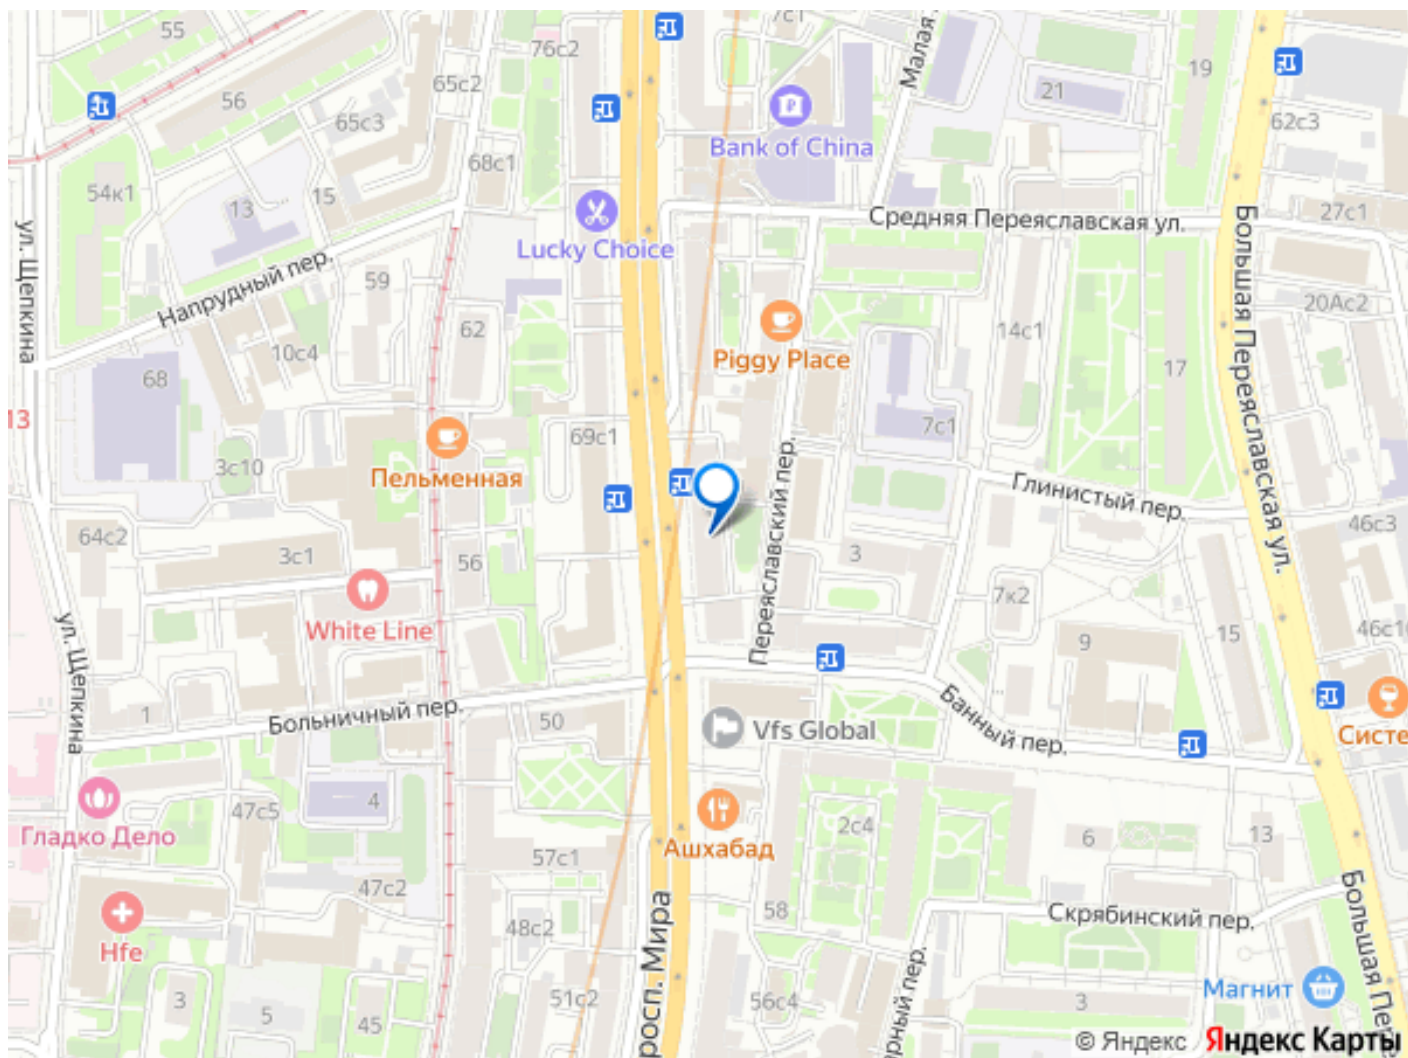 55
76с2
7с1
Малая
19
56
65с2
65с3
21
62с3
Bank of China
68с1
54к1
15
13
Lucky Choice
Средняя Переяславская ул.
27с1
ул. Щепкина
Напрудный пер.
59
Большая Переяславская ул.
20Ас2
62
14с1
10с4
Piggy Place
17
68
13
69с1
7с1
3с10
Пельменная
Переяславский пер.
Глинистый пер.
46с3
64с2
3с1
56
3
7к2
White Line
9
15
ул. Щепкина
Больничный пер.
1
50
Vfs Global
Банный пер.
Систе
4
47с5
Гладко Дело
Ашхабад
2с4
6
13
57с1
47с2
58
48с2
Скрябинский пер.
Большая Пер
Hfe
просп. Мира
рный пер.
Магнит
3
5
45
51с2
56с4
3
© Яндекс Яндекс Карты